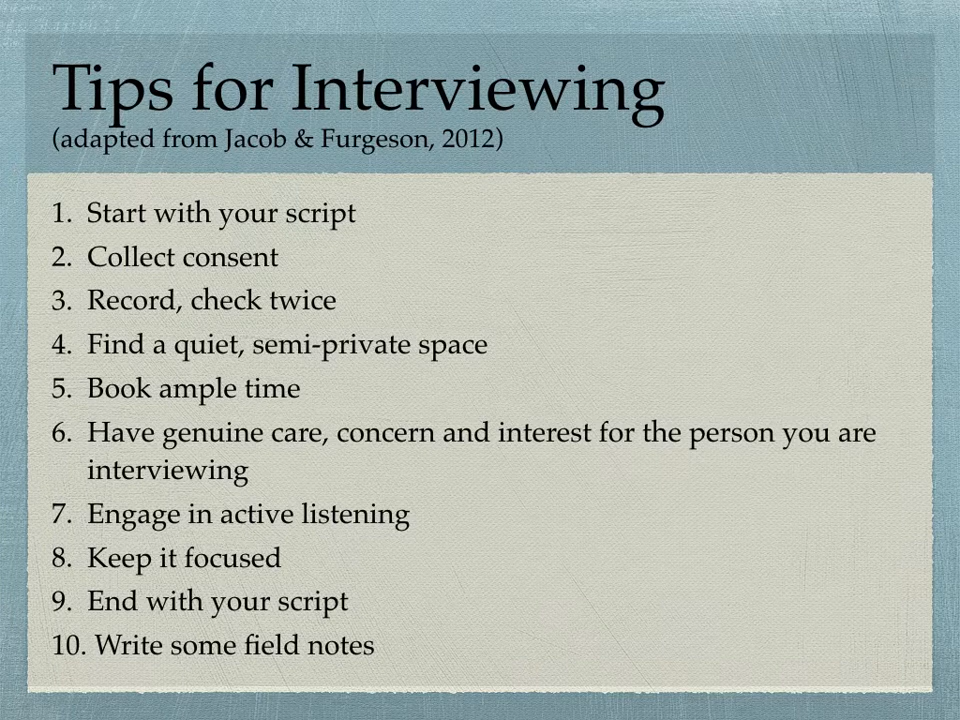 Tips for Interviewing
(adapted from Jacob & Furgeson, 2012)
1. Start with your script
2. Collect consent
3. Record, check twice
4. Find a quiet, semi-private space
5. Book ample time
6. Have genuine care, concern and interest for the person you are
interviewing
7. Engage in active listening
8. Keep it focused
9. End with your script
10. Write some field notes